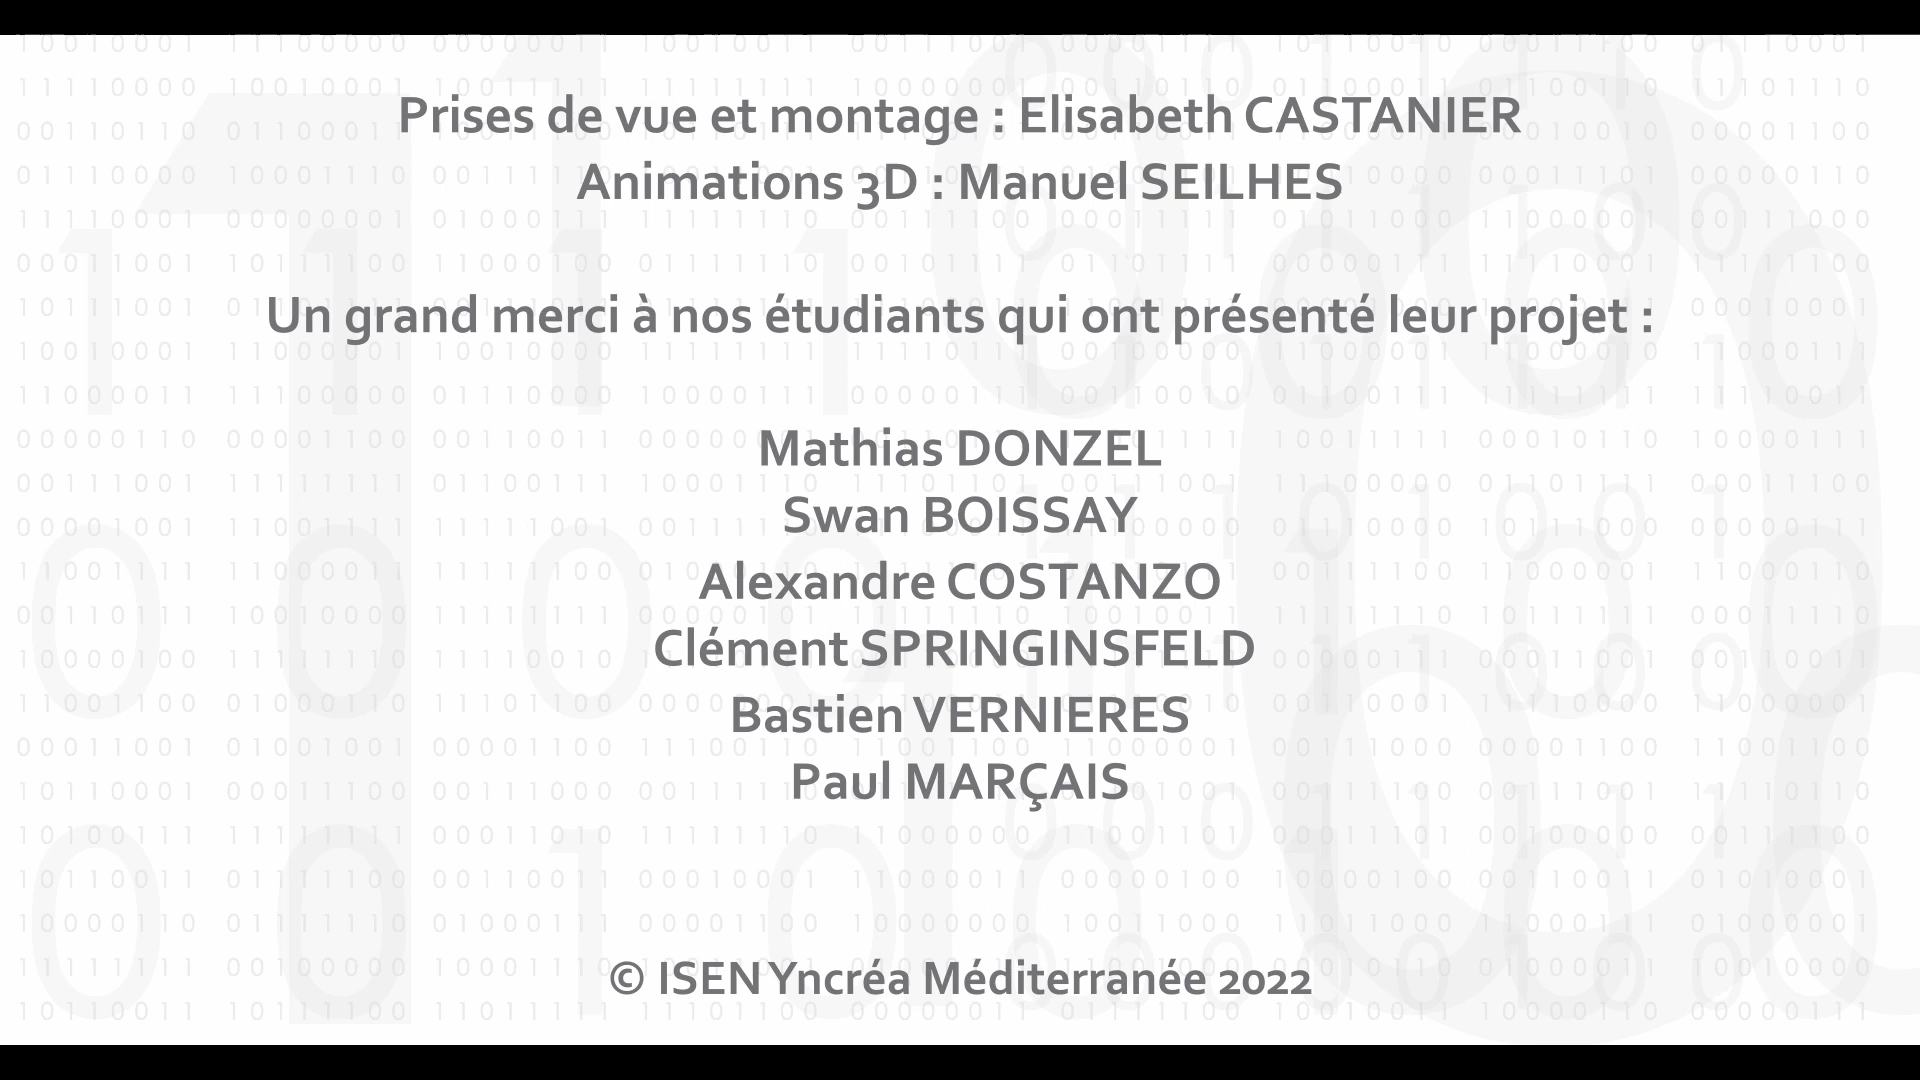 Prises de vue et montage : Elisabeth CASTANIER
Animations 3D : Manuel SEILHES
Un grand merci à nos étudiants qui ont présenté leur projet :
Mathias DONZEL
Swan BOISSAY
Alexandre COSTANZO
Clément SPRINGINSFELD
Bastien VERNIERES
Paul MARÇAIS
© ISEN Yncréa Méditerranée 2022